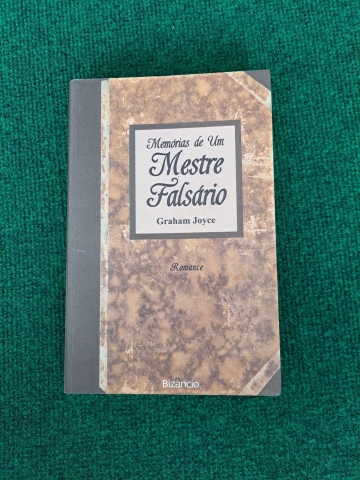 Memórias de Um
Mestre
Falsário
Graham Joyce
Romance
Bizâncio